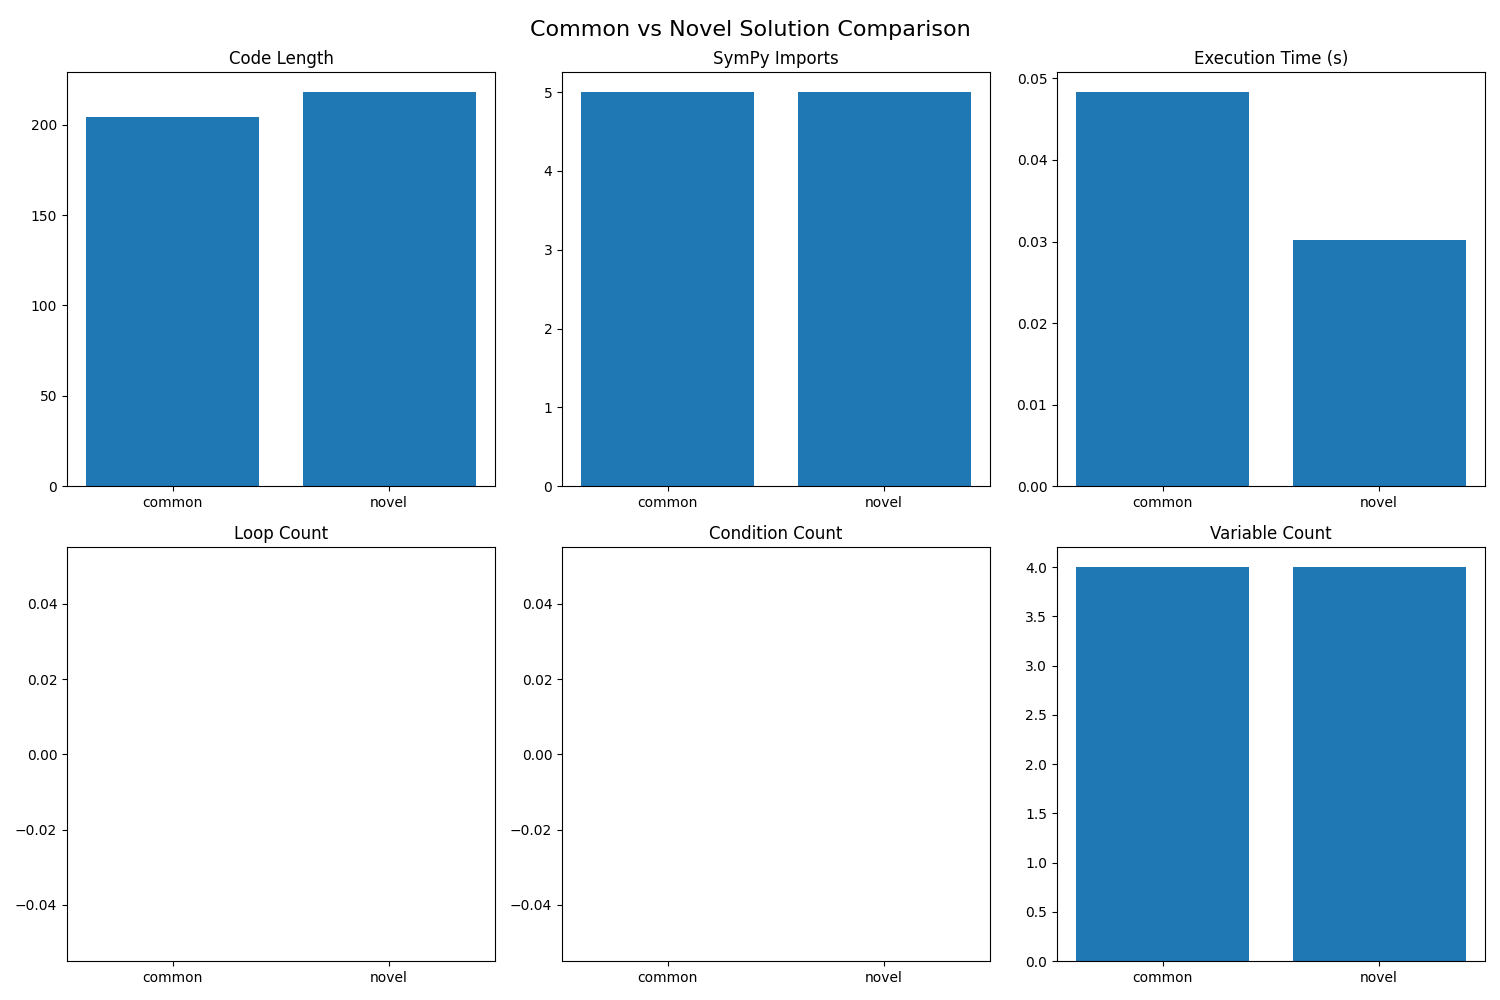 Common vs Novel Solution Comparison
Code Length
200
150
100
50
0
common novel
SymPy Imports
5
4
3
2
1
0
common novel
Execution Time (s)
0.05
0.04
0.03
0.02
0.01
0.00
common novel
Loop Count
0.04
0.02
0.00
−0.02
−0.04
common novel
Condition Count
0.04
0.02
0.00
−0.02
−0.04
common novel
Variable Count
4.0
3.5
3.0
2.5
2.0
1.5
1.0
0.5
0.0
common novel